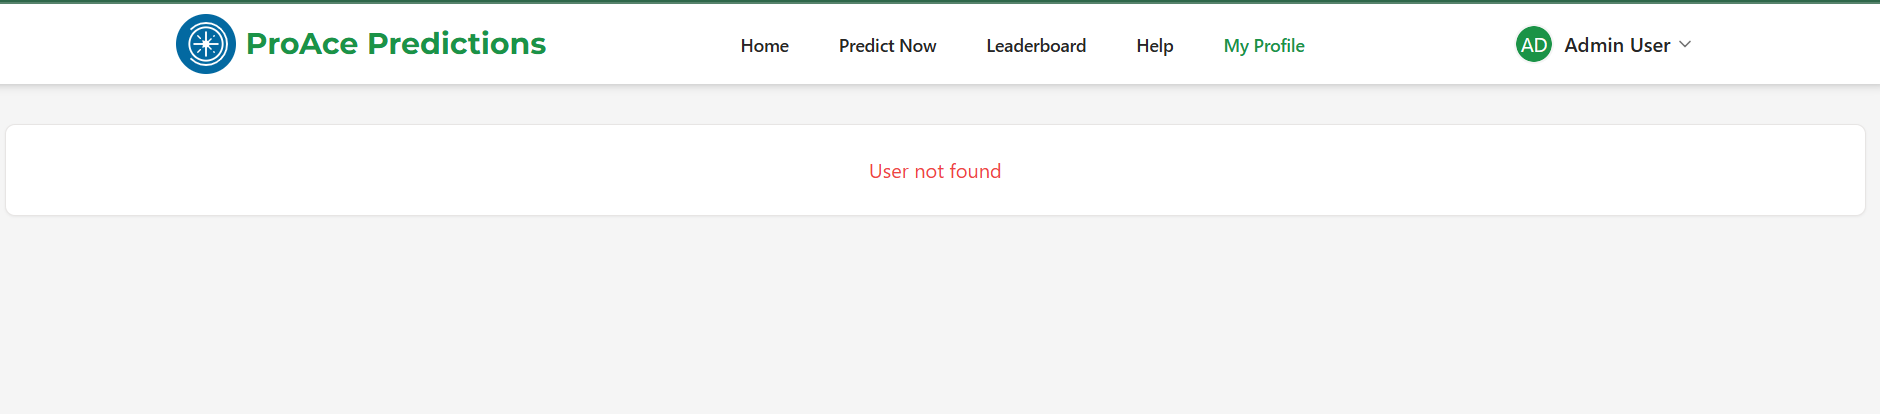 ProAce Predictions
Home
Predict Now
Leaderboard
Help
My Profile
AD
Admin User
User not found